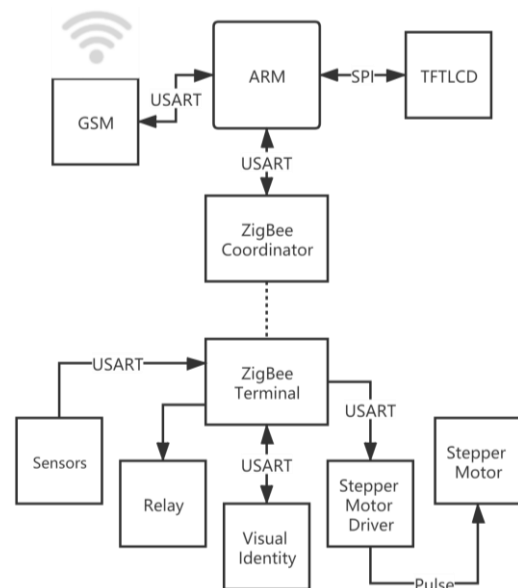 ARM
SPI
TFTLCD
USART
GSM
USART
ZigBee
Coordinator
USART
ZigBee
Terminal
USART
Sensors
Relay
USART
Visual
Identity
Stepper
Motor
Driver
Stepper
Motor
Pulse